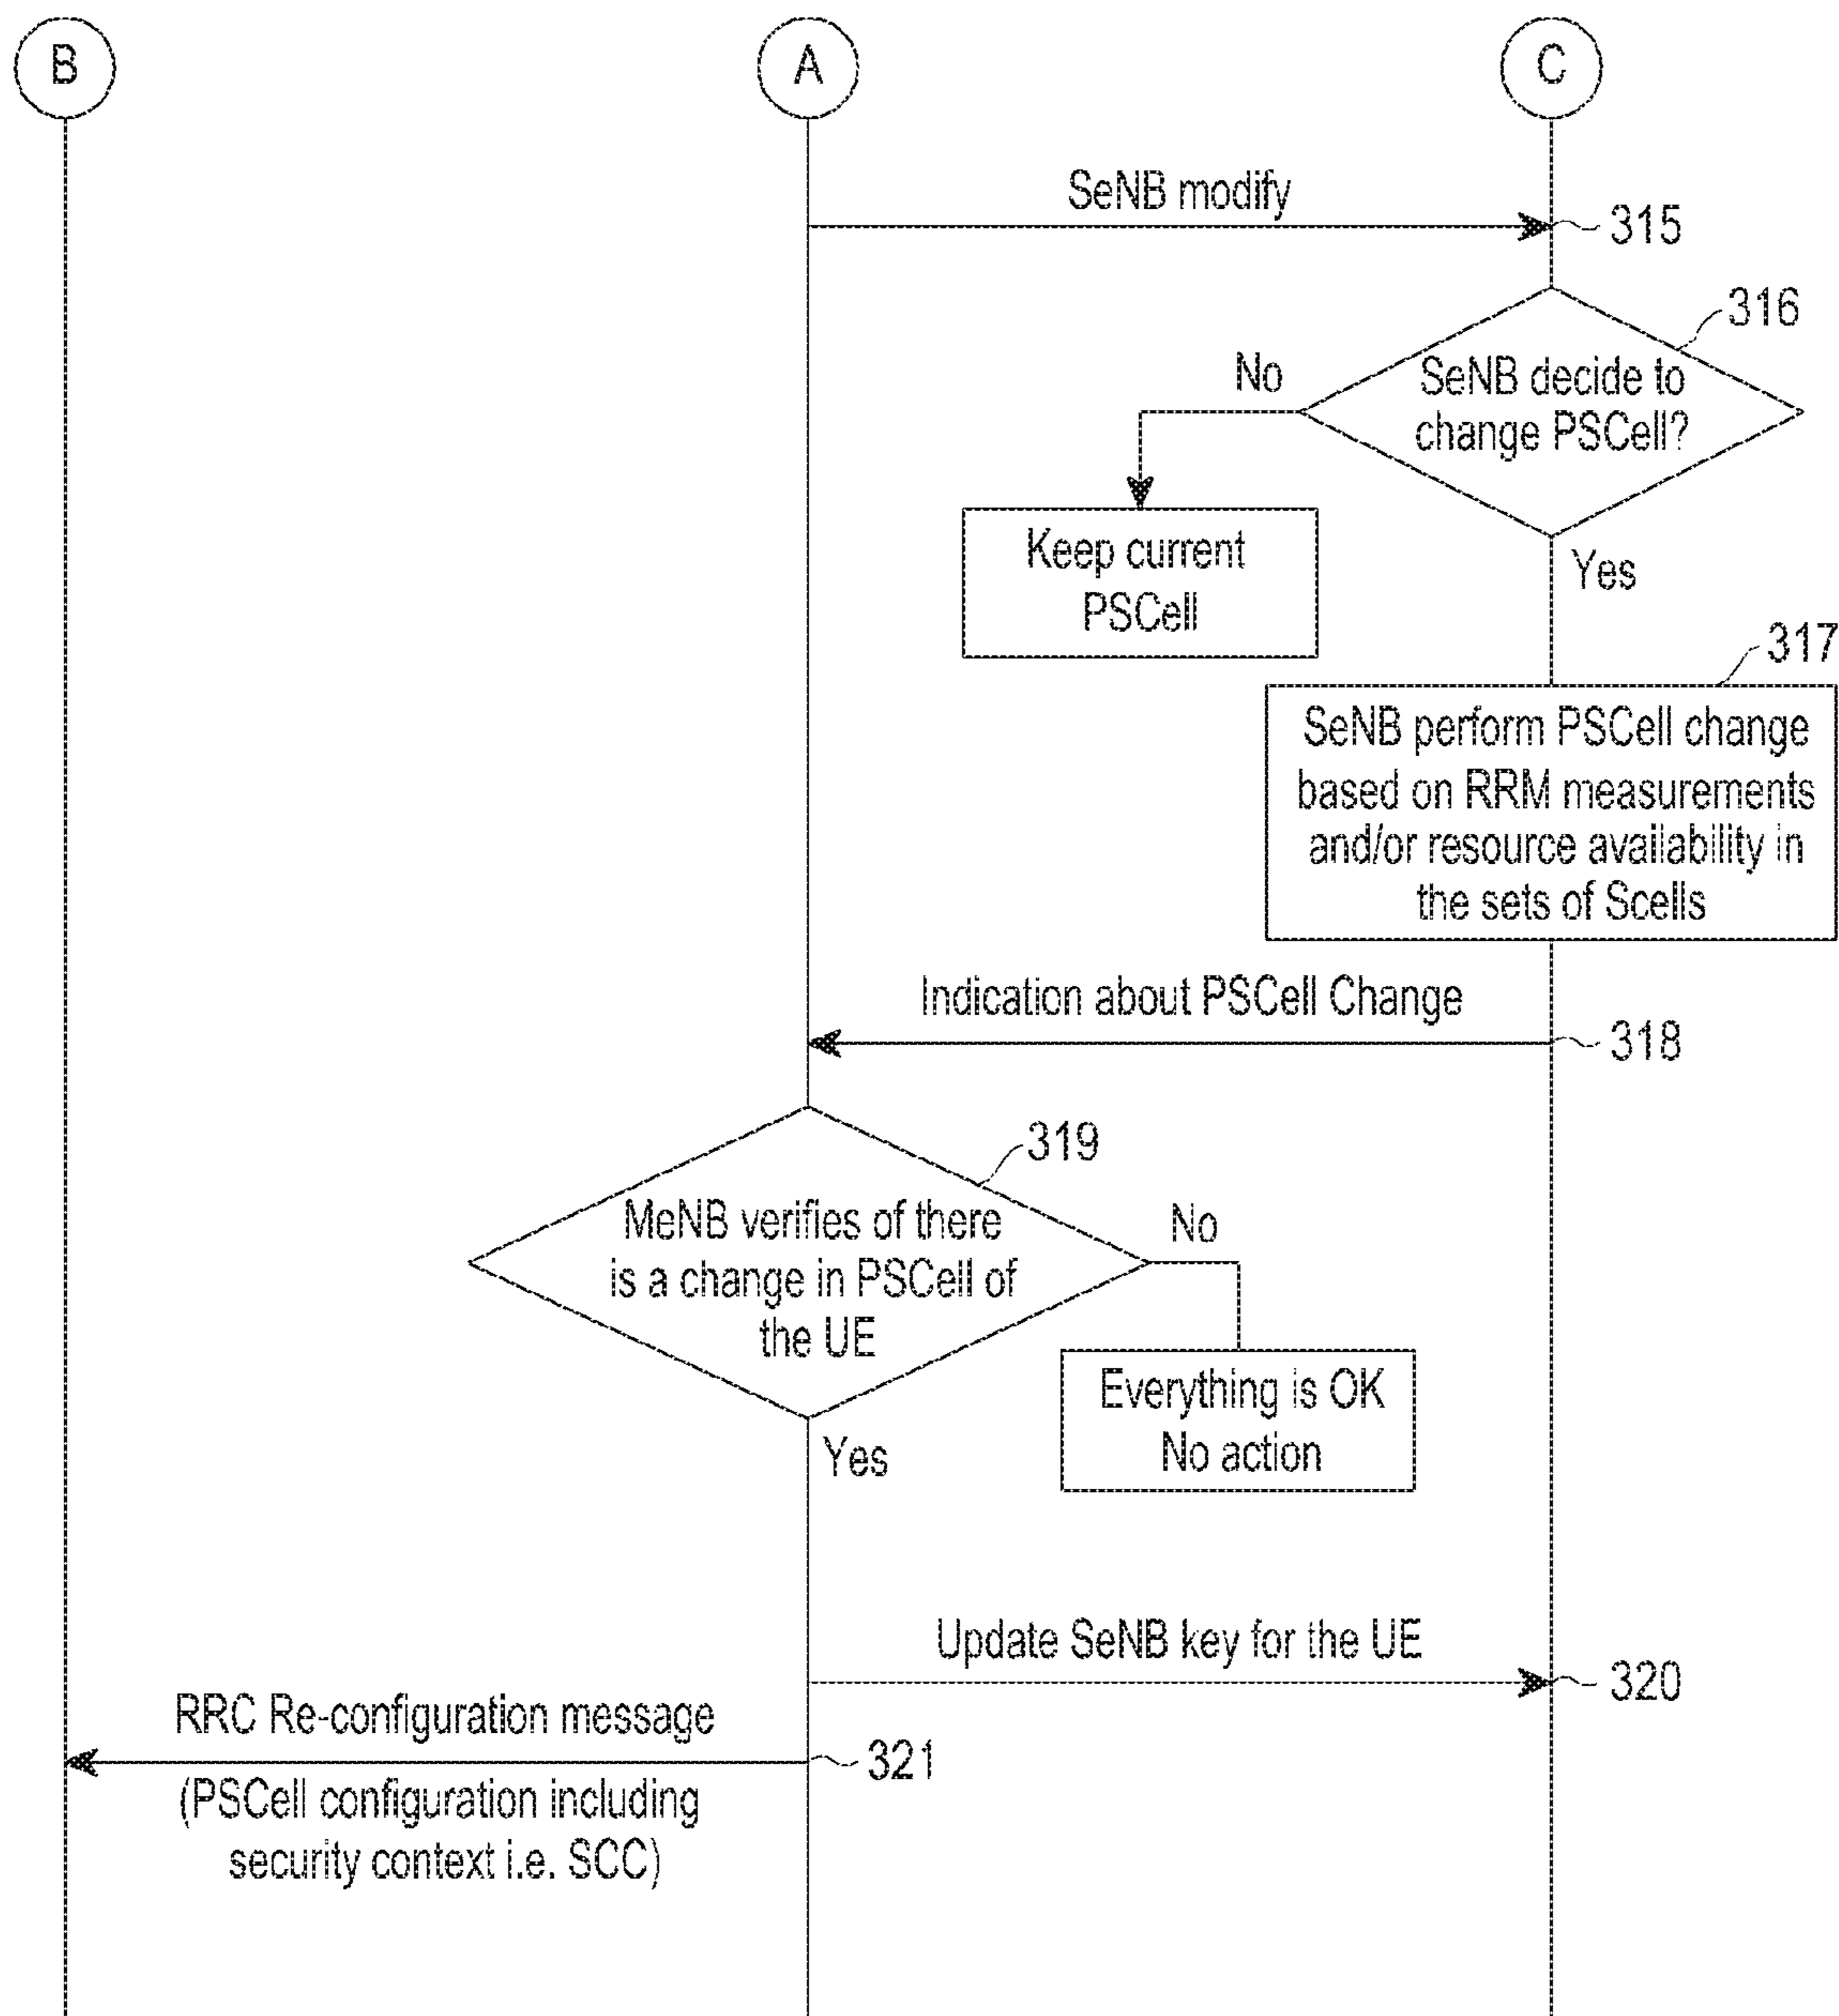 B
A
C
SeNB modify
315
316
SeNB decide to
change PSCell?
No
Keep current
PSCell
Yes
317
SeNB perform PSCell change
based on RRM measurements
and/or resource availability in
the sets of Scells
Indication about PSCell Change
318
319
MeNB verifies of there
is a change in PSCell of
the UE
No
Everything is OK
No action
Yes
Update SeNB key for the UE
320
RRC Re-configuration message
321
(PSCell configuration including
security context i.e. SCC)